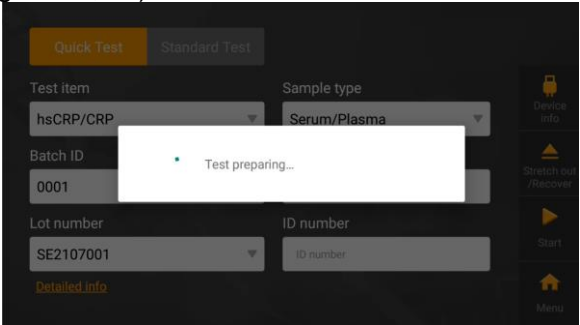 Quick Test
Standard Test
Test item
Sample type
hsCRP/CRP
Serum/Plasma
Batch ID
0001
Test preparing...
Lot number
ID number
SE2107001
ID number
Detailed info
Device
info
Stretch out
/Recover
Start
Menu